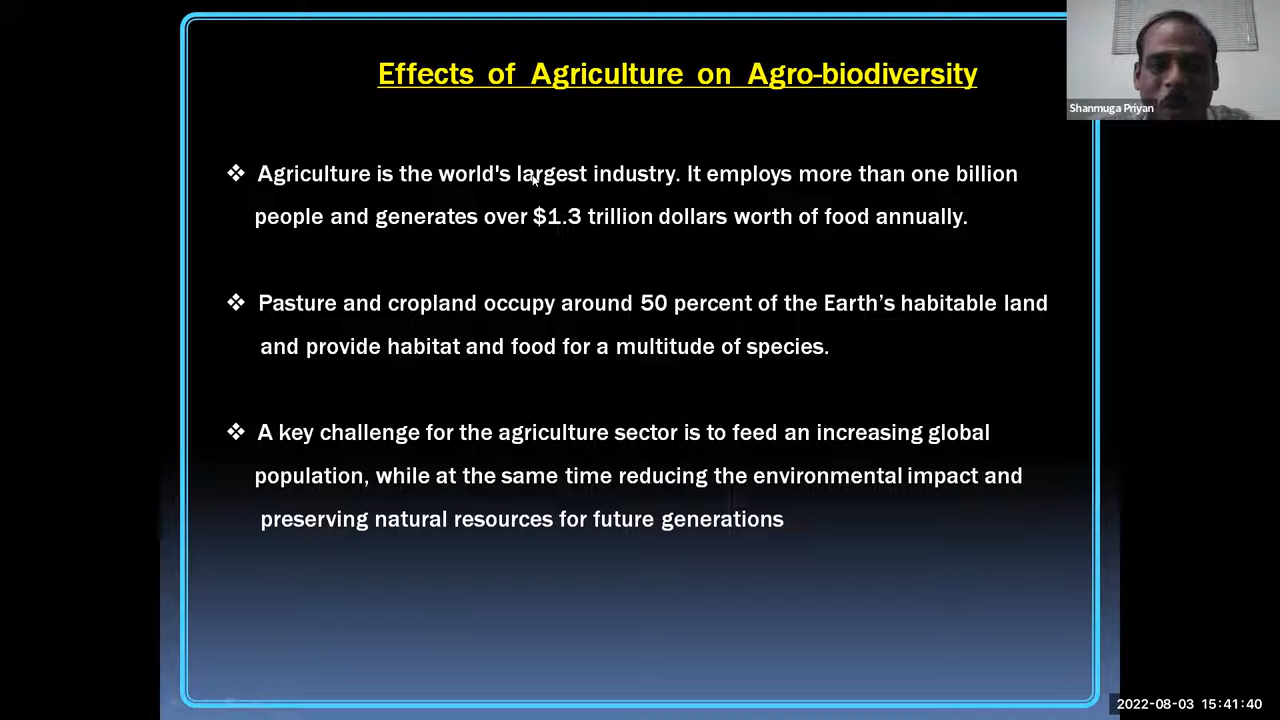 Effects of Agriculture on Agro-biodiversity
Shanmuga Priyan
❖ Agriculture is the world's largest industry. It employs more than one billion
people and generates over $1.3 trillion dollars worth of food annually.
❖ Pasture and cropland occupy around 50 percent of the Earth’s habitable land
and provide habitat and food for a multitude of species.
❖ A key challenge for the agriculture sector is to feed an increasing global
population, while at the same time reducing the environmental impact and
preserving natural resources for future generations
2022-08-03 15:41:40